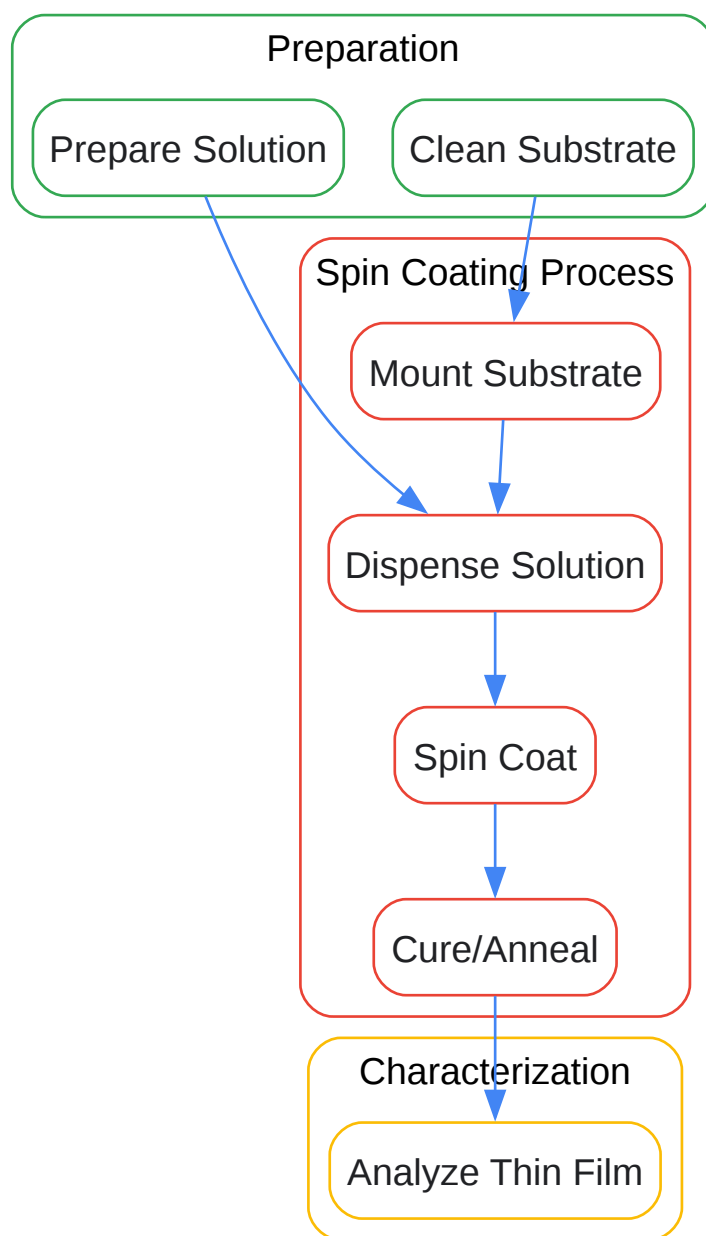 Preparation
Prepare Solution
Clean Substrate
Spin Coating Process
Mount Substrate
Dispense Solution
Spin Coat
Cure/Anneal
Characterization
Analyze Thin Film